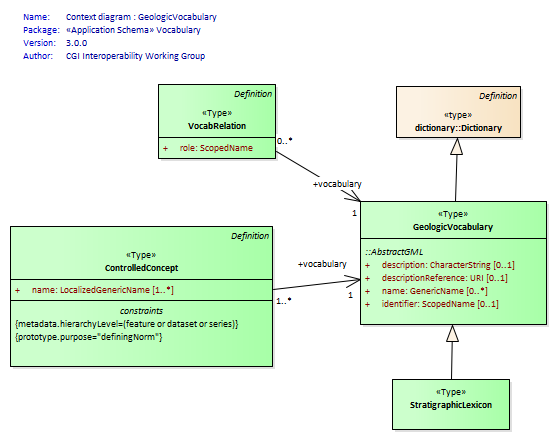 Name: Context diagram : GeologicVocabulary
Package: «Application Schema» Vocabulary
Version: 3.0.0
Author: CGI Interoperability Working Group
Definition
«Type»
VocabRelation
+ role: ScopedName
Definition
«type»
dictionary::Dictionary
0..*
+vocabulary
1
«Type»
GeologicVocabulary
::AbstractGML
+ description: CharacterString [0..1]
+ descriptionReference: URI [0..1]
+ name: GenericName [0..*]
+ identifier: ScopedName [0..1]
Definition
«Type»
ControlledConcept
+ name: LocalizedGenericName [1..*]
constraints
{metadata.hierarchyLevel=(feature or dataset or series)}
{prototype.purpose="definingNorm"}
+vocabulary
1..*
1
«Type»
StratigraphicLexicon